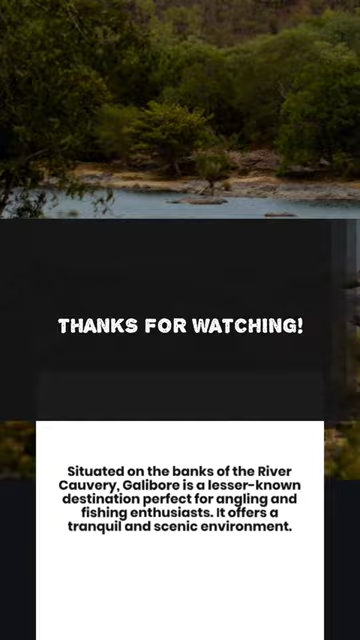 THANKS FOR WATCHING!
Situated on the banks of the River
Cauvery, Galibore is a lesser-known
destination perfect for angling and
fishing enthusiasts. It offers a
tranquil and scenic environment.